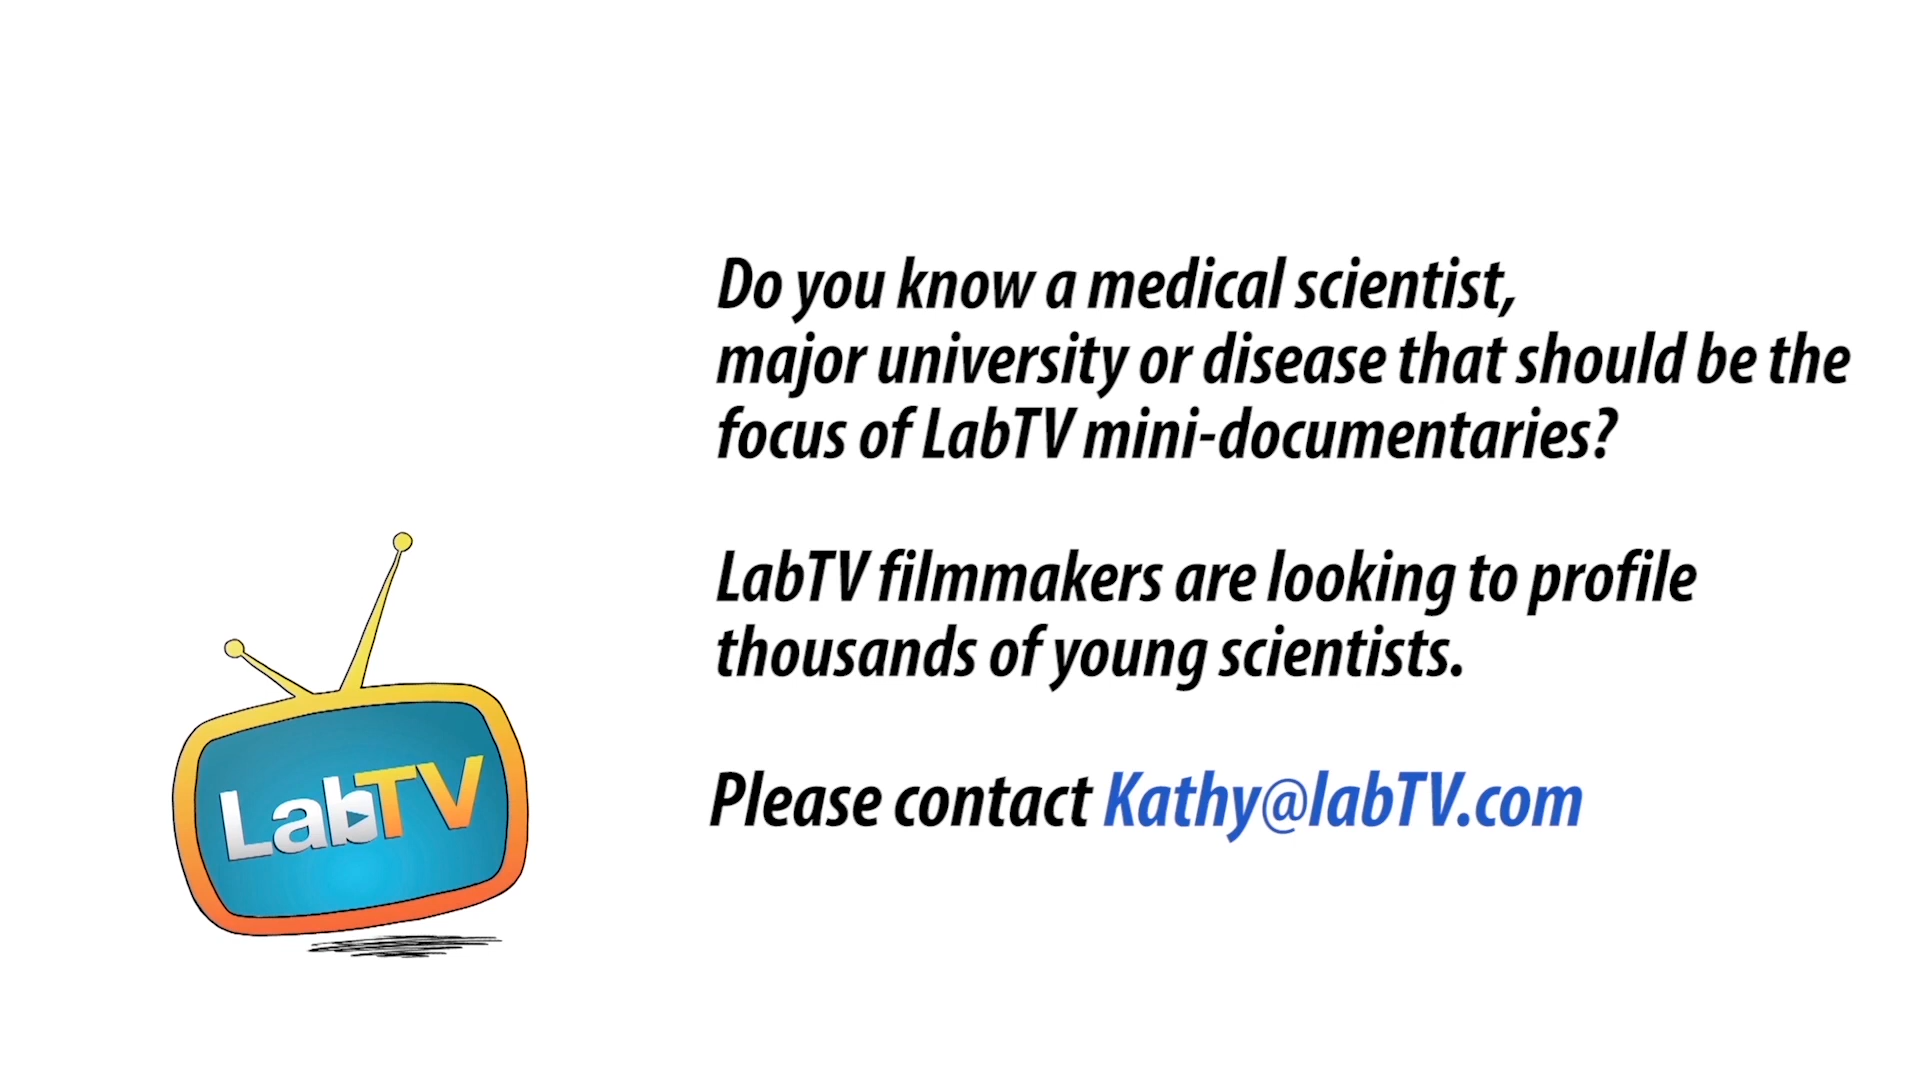 Do you know a medical scientist,
major university or disease that should be the
focus of LabTV mini-documentaries?
LabTV filmmakers are looking to profile
thousands of young scientists.
LabTV
Please contact Kathy@labTV.com